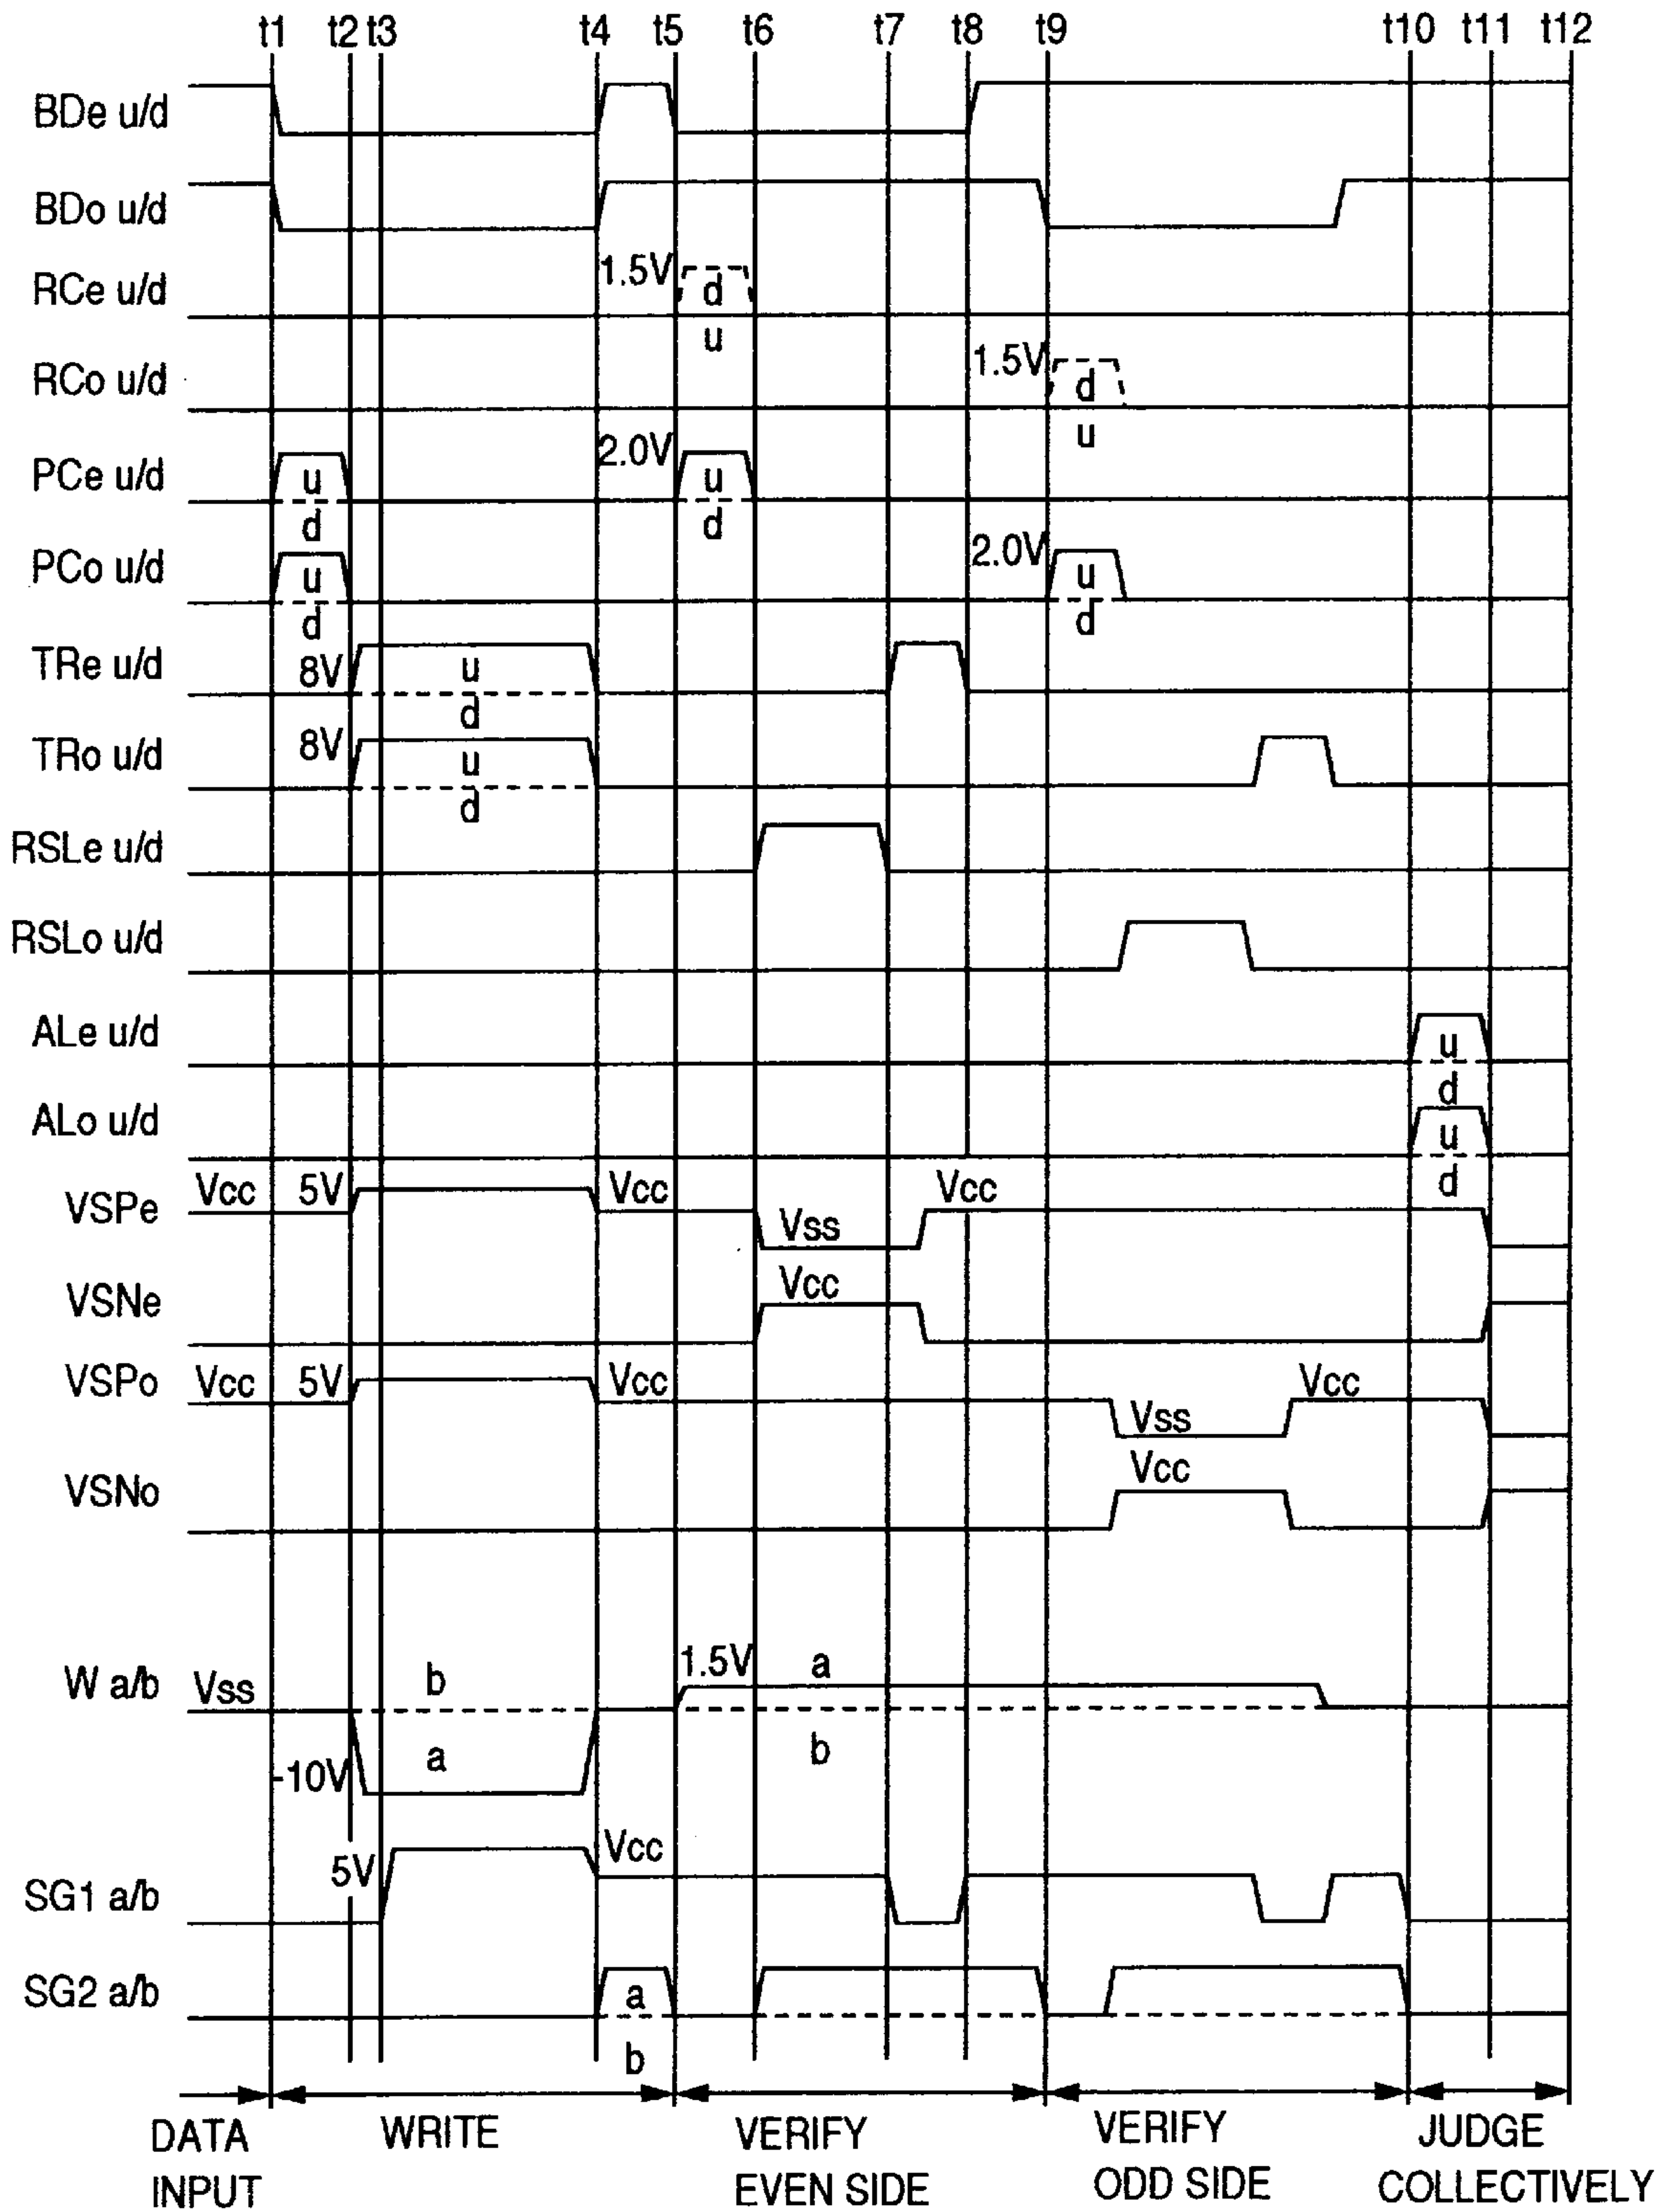 t1 t2 t3 t4 t5 t6 t7 t8 t9 t10 t11 t12
BDe u/d
BDo u/d
RCe u/d 1.5V d
u
RCo u/d 1.5V d
u
PCe u/d u 2.0V u
d d
PCo u/d u 2.0V u
d d
TRe u/d 8V u
d
TRo u/d 8V u
d
RSLe u/d
RSLo u/d
ALe u/d u
d
ALo u/d u
d
VSPe Vcc 5V Vcc Vss Vcc
VSNe Vcc
VSPo Vcc 5V Vcc Vss Vcc
VSNo Vcc
W a/b Vss b 1.5V a
-10V a b
SG1 a/b 5V Vcc
SG2 a/b a
b
DATA INPUT
WRITE
VERIFY EVEN SIDE
VERIFY ODD SIDE
JUDGE COLLECTIVELY